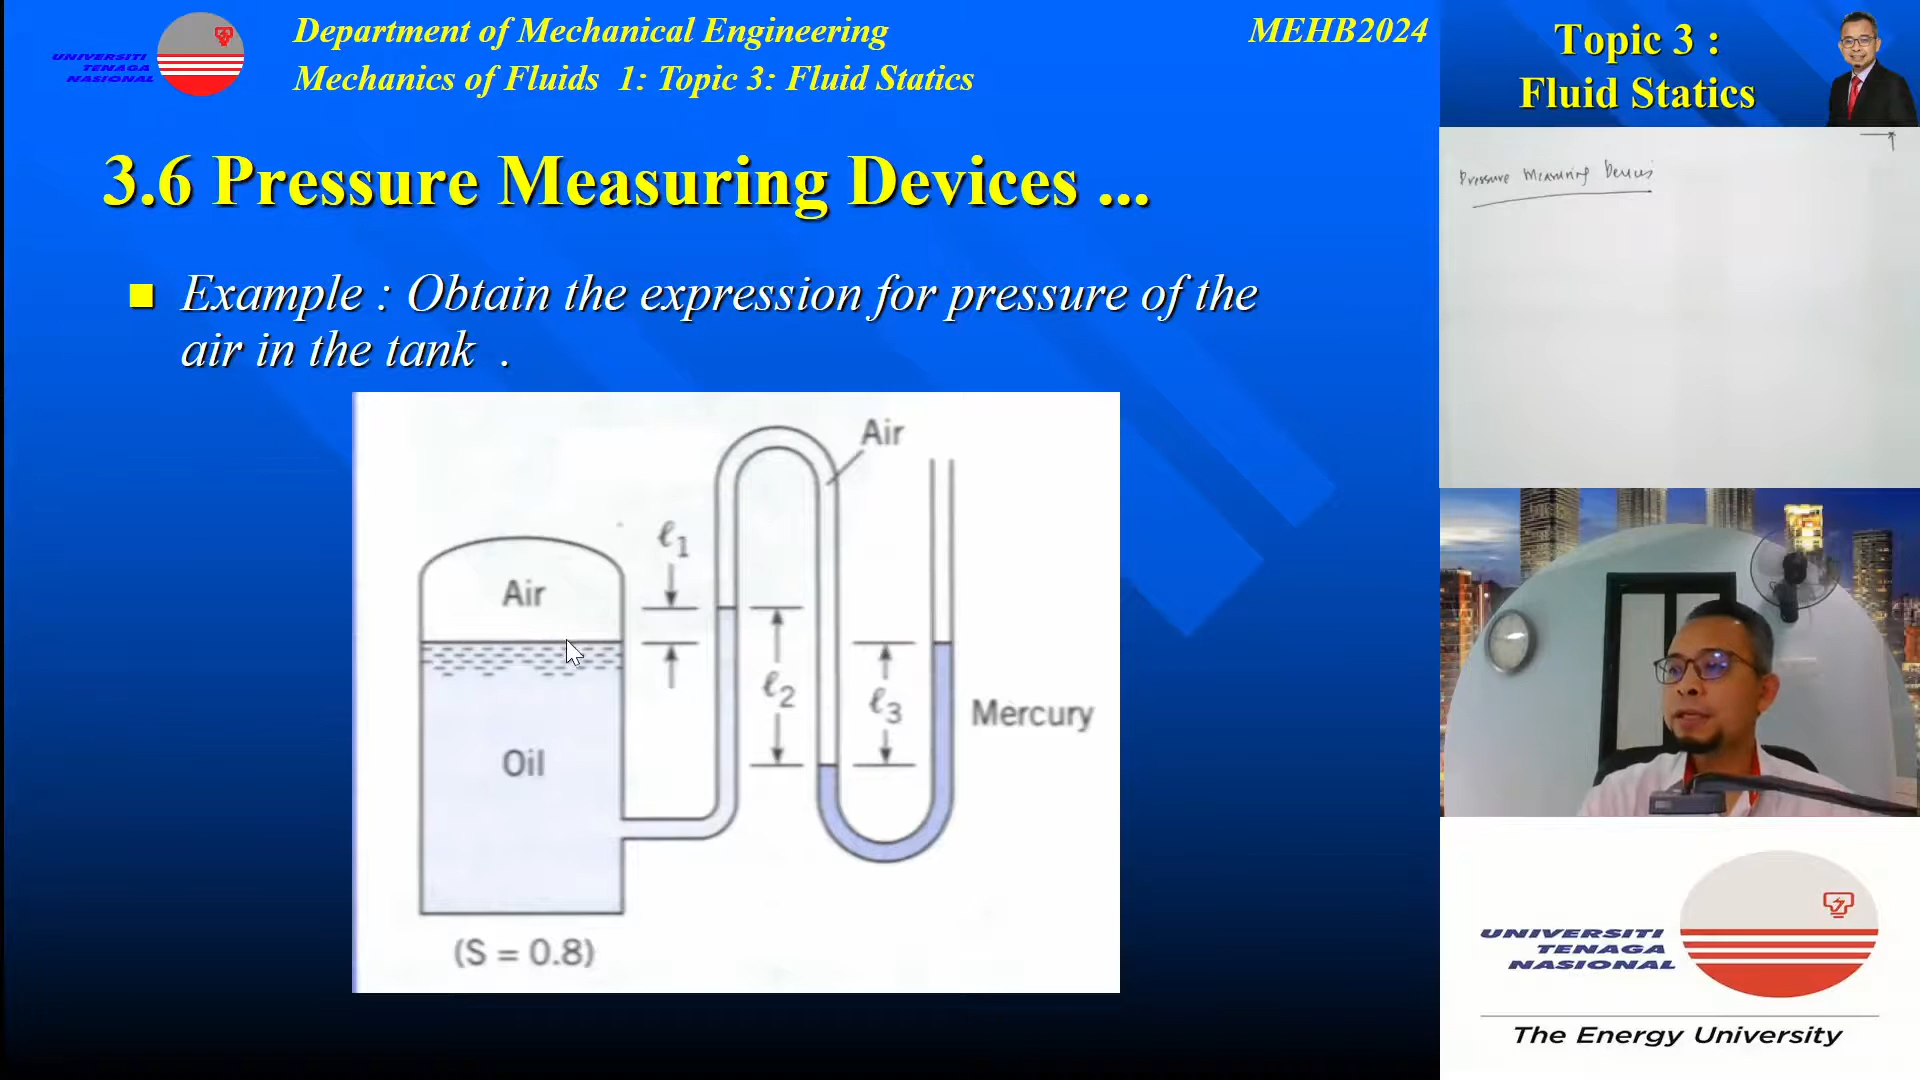 UNIVERSITI
TENAGA
NASIONAL
Department of Mechanical Engineering
MEHB2024
Mechanics of Fluids 1: Topic 3: Fluid Statics
Topic 3 :
Fluid Statics
3.6 Pressure Measuring Devices ...
Pressure Measuring Devices
Example : Obtain the expression for pressure of the
air in the tank .
Air
ℓ1
Air
ℓ2
ℓ3
Mercury
Oil
(S = 0.8)
UNIVERSITI
TENAGA
NASIONAL
The Energy University